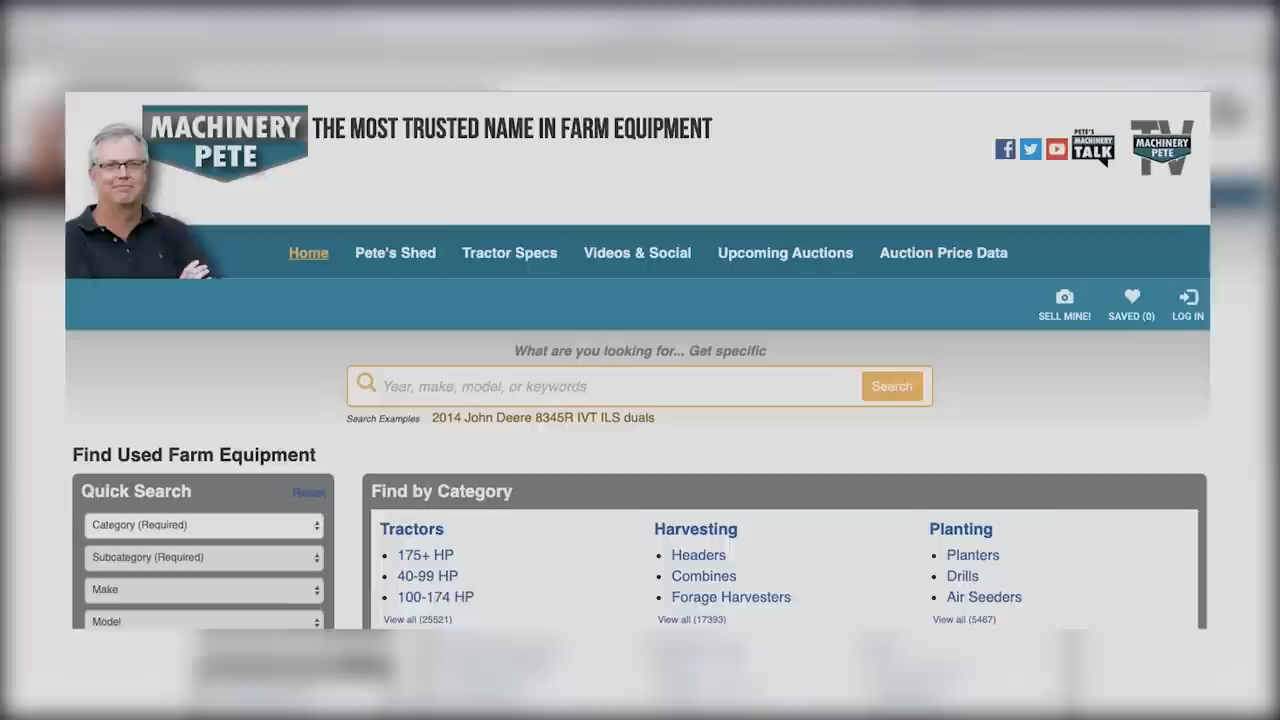 MACHINERY
PETE
THE MOST TRUSTED NAME IN FARM EQUIPMENT
PETE'S
MACHINERY
TALK
TV
MACHINERY
PETE
Home Pete's Shed Tractor Specs Videos & Social Upcoming Auctions Auction Price Data
SELL MINE! SAVED (0) LOG IN
What are you looking for... Get specific
Year, make, model, or keywords Search
Search Examples 2014 John Deere 8345R IVT ILS duals
Find Used Farm Equipment
Quick Search Reset
Category (Required)
Subcategory (Required)
Make
Model
Find by Category
Tractors
175+ HP
40-99 HP
100-174 HP
View all (25521)
Harvesting
Headers
Combines
Forage Harvesters
View all (17393)
Planting
Planters
Drills
Air Seeders
View all (5467)